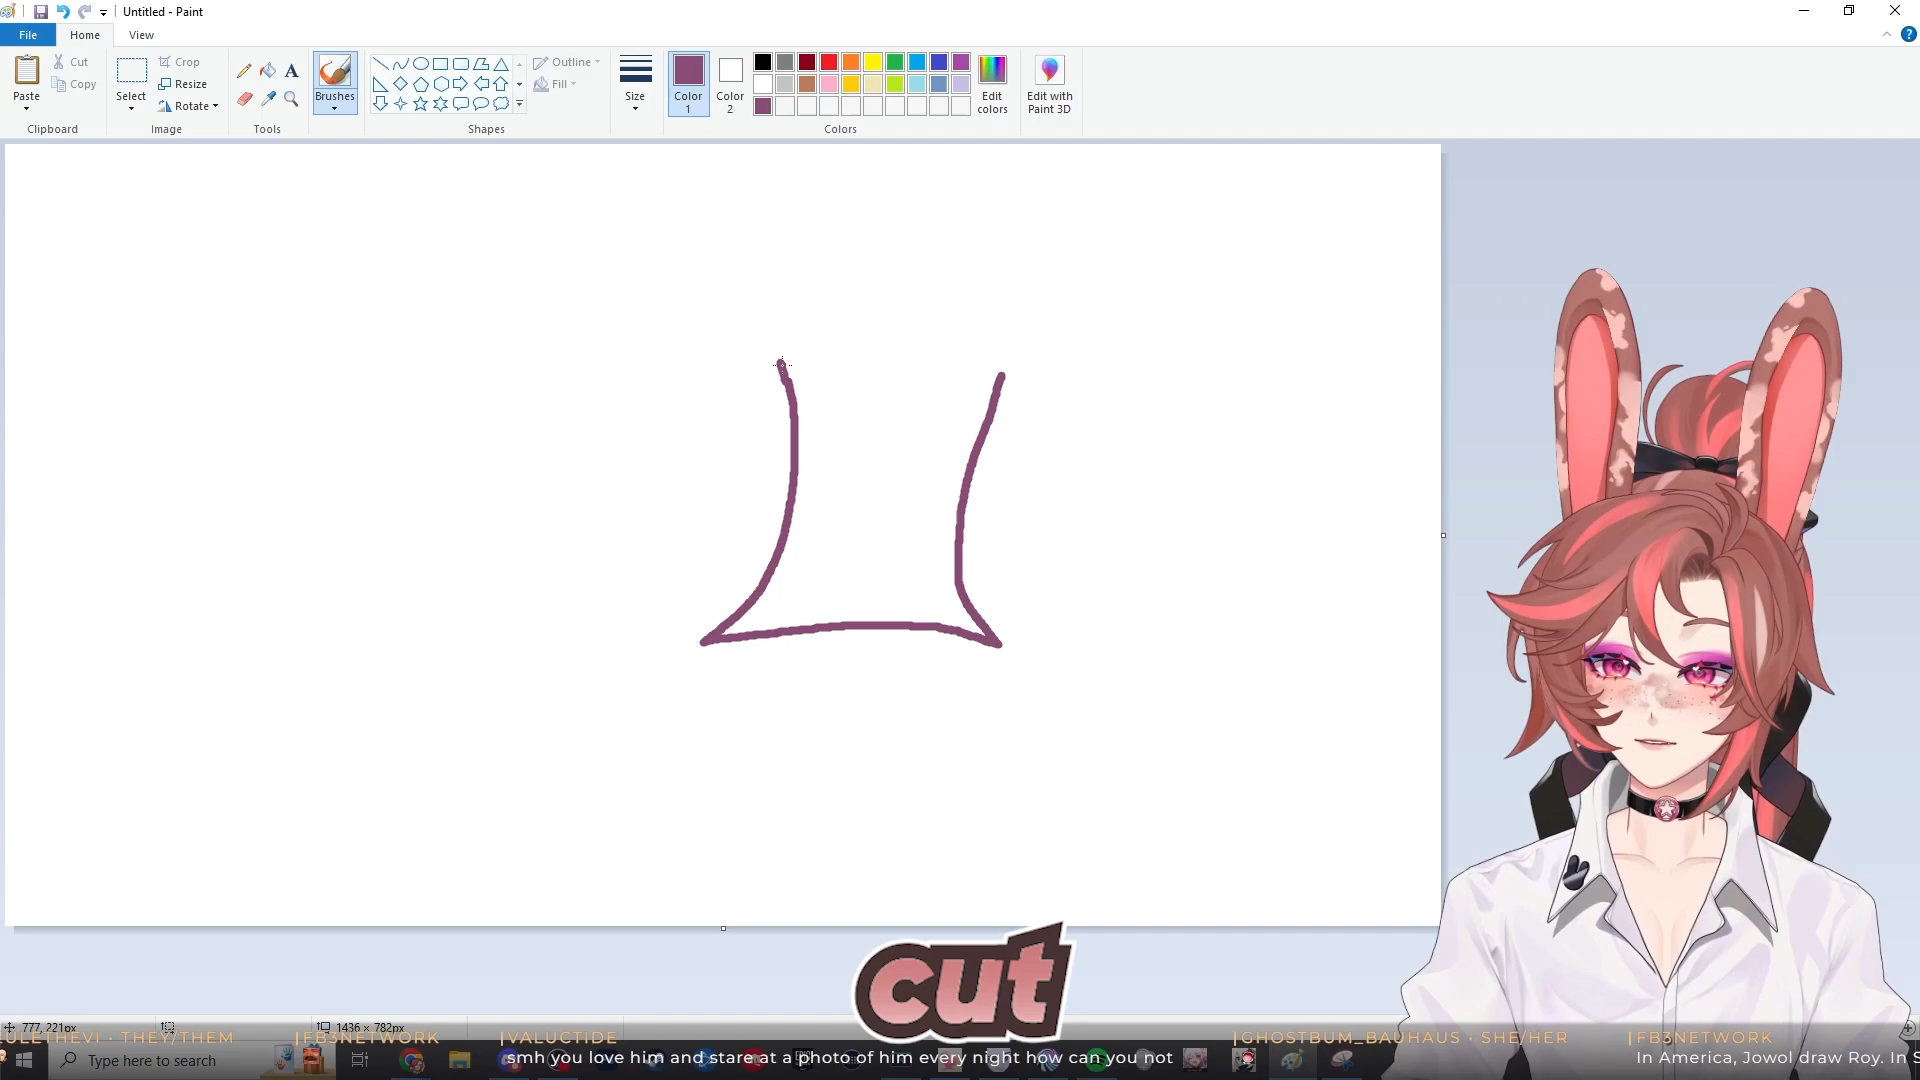 Untitled - Paint
File Home View
Paste
Cut
Copy
Clipboard
Select
Crop
Resize
Rotate
Image
Tools
Brushes
Shapes
Outline
Fill
Size
Color 1
Color 2
Edit colors
Colors
Edit with Paint 3D
cut
777, 221px
1436 × 782px
ULETHEVI · THEY/THEM |FB3NETWORK |VALUCTIDE |GHOSTBUM_BAUHAUS · SHE/HER |FB3NETWORK
Type here to search
smh you love him and stare at a photo of him every night how can you not
In America, Jowol draw Roy. In S